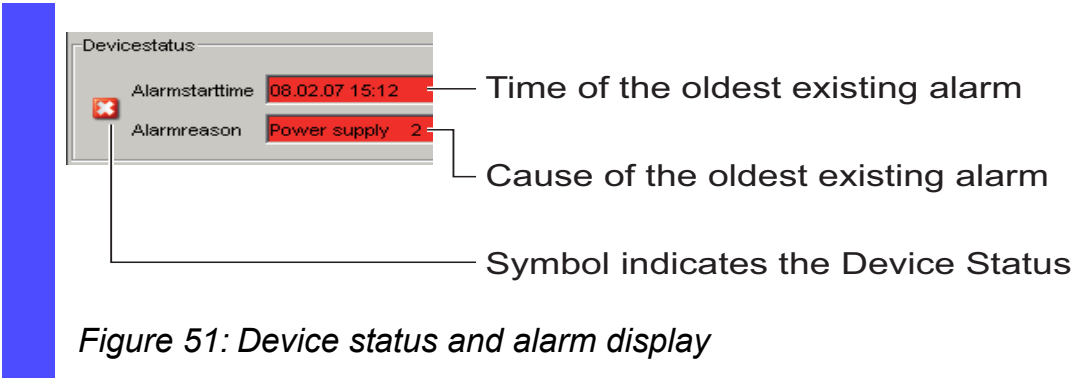 Devicestatus
Alarmstarttime 08.02.07 15:12
Time of the oldest existing alarm
Alarmreason Power supply 2
Cause of the oldest existing alarm
Symbol indicates the Device Status
Figure 51: Device status and alarm display